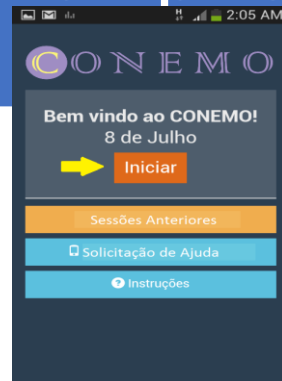 2:05 AM
CONEMO
Bem vindo ao CONEMO!
8 de Julho
Iniciar
Sessões Anteriores
Solicitação de Ajuda
Instruções